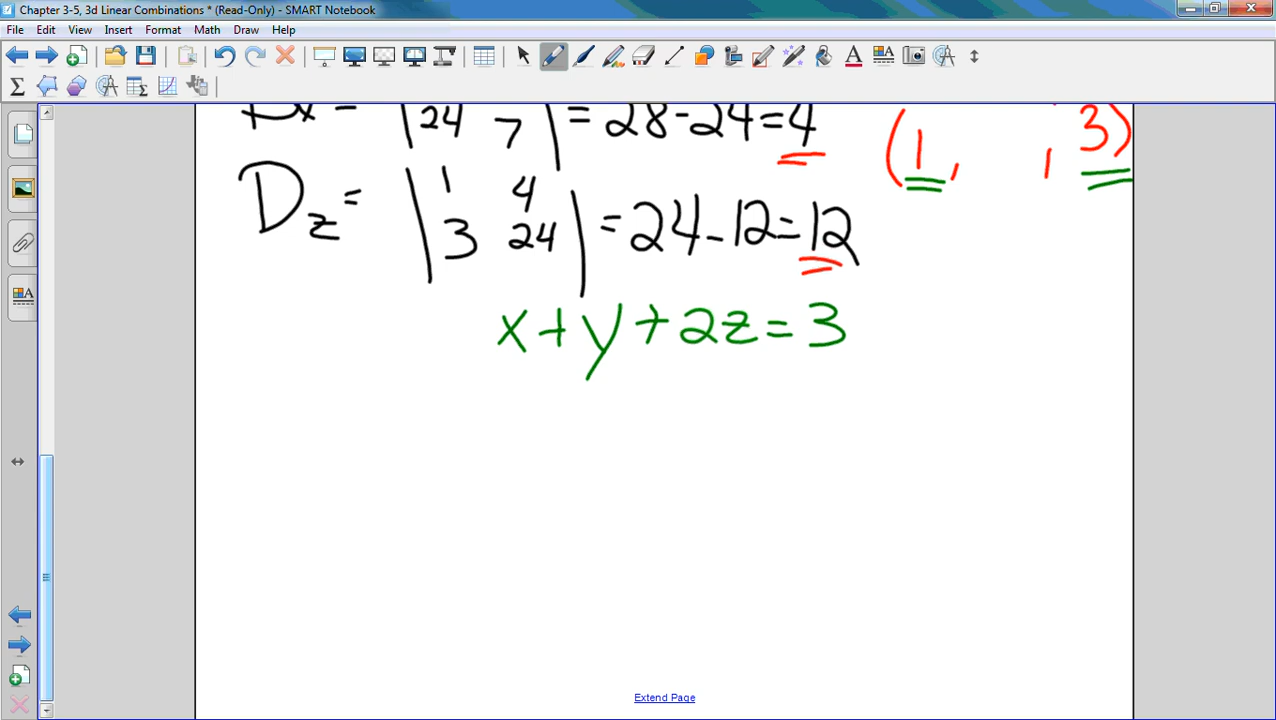 Chapter 3-5, 3d Linear Combinations * (Read-Only) - SMART Notebook
File Edit View Insert Format Math Draw Help
Dx = | 24 7 | = 28-24=4
(1, , 3)
Dz= | 1 4
3 24 | =24-12=12
x+y+2z=3
Extend Page